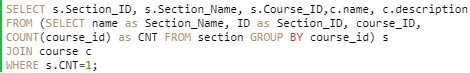 SELECT s.Section_ID, s.Section_Name, s.Course_ID,c.name, c.description
FROM (SELECT name as Section_Name, ID as Section_ID, course_ID,
COUNT(course_id) as CNT FROM section GROUP BY course_id) s
JOIN course c
WHERE s.CNT=1;